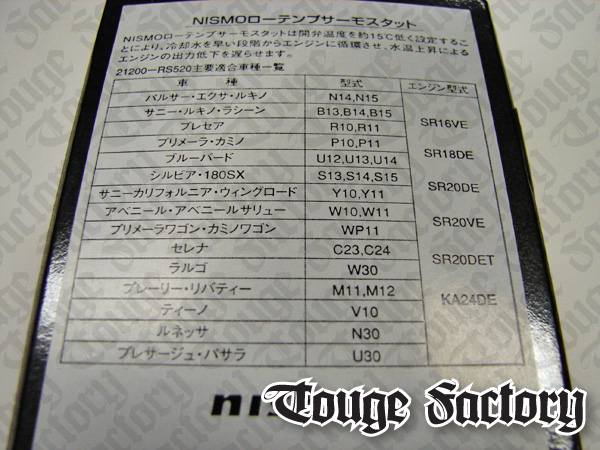 NISMOローテンプサーモスタット
NISMOローテンプサーモスタットは開弁温度を約15℃低く設定するこ
とにより、冷却水を早い段階からエンジンに循環させ、水温上昇による
エンジンの出力低下を遅らせます。
21200-RS520主要適合車種一覧
車 種 型式 エンジン型式
パルサー・エクサ・ルキノ N14,N15
サニー・ルキノ・ラシーン B13,B14,B15
SR16VE
プレセア R10,R11
プリメーラ・カミノ P10,P11
SR18DE
ブルーバード U12,U13,U14
シルビア・180SX S13,S14,S15
SR20DE
サニーカリフォルニア・ウィングロード Y10,Y11
アベニール・アベニールサリュー W10,W11
SR20VE
プリメーラワゴン・カミノワゴン WP11
セレナ C23,C24
SR20DET
ラルゴ W30
プレーリー・リバティー M11,M12
KA24DE
ティーノ V10
ルネッサ N30
プレサージュ・バサラ U30
nis
Touge Factory